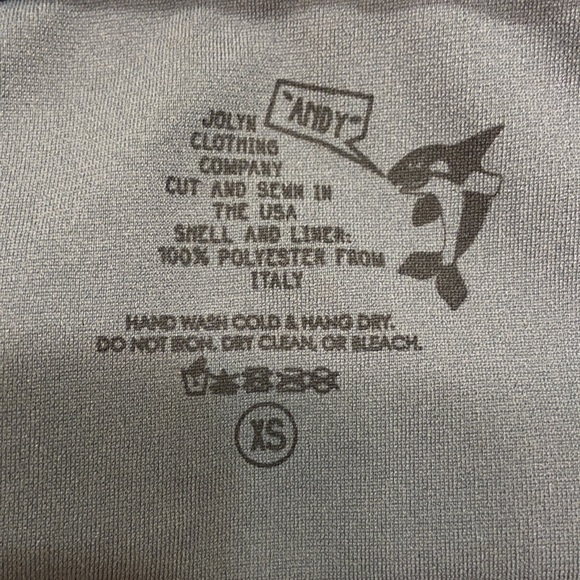 "ANDY"
JOLYN
CLOTHING
COMPANY
CUT AND SEWN IN
THE USA
SHELL AND LINER:
100% POLYESTER FROM
ITALY
HAND WASH COLD & HANG DRY.
DO NOT IRON, DRY CLEAN, OR BLEACH.
XS